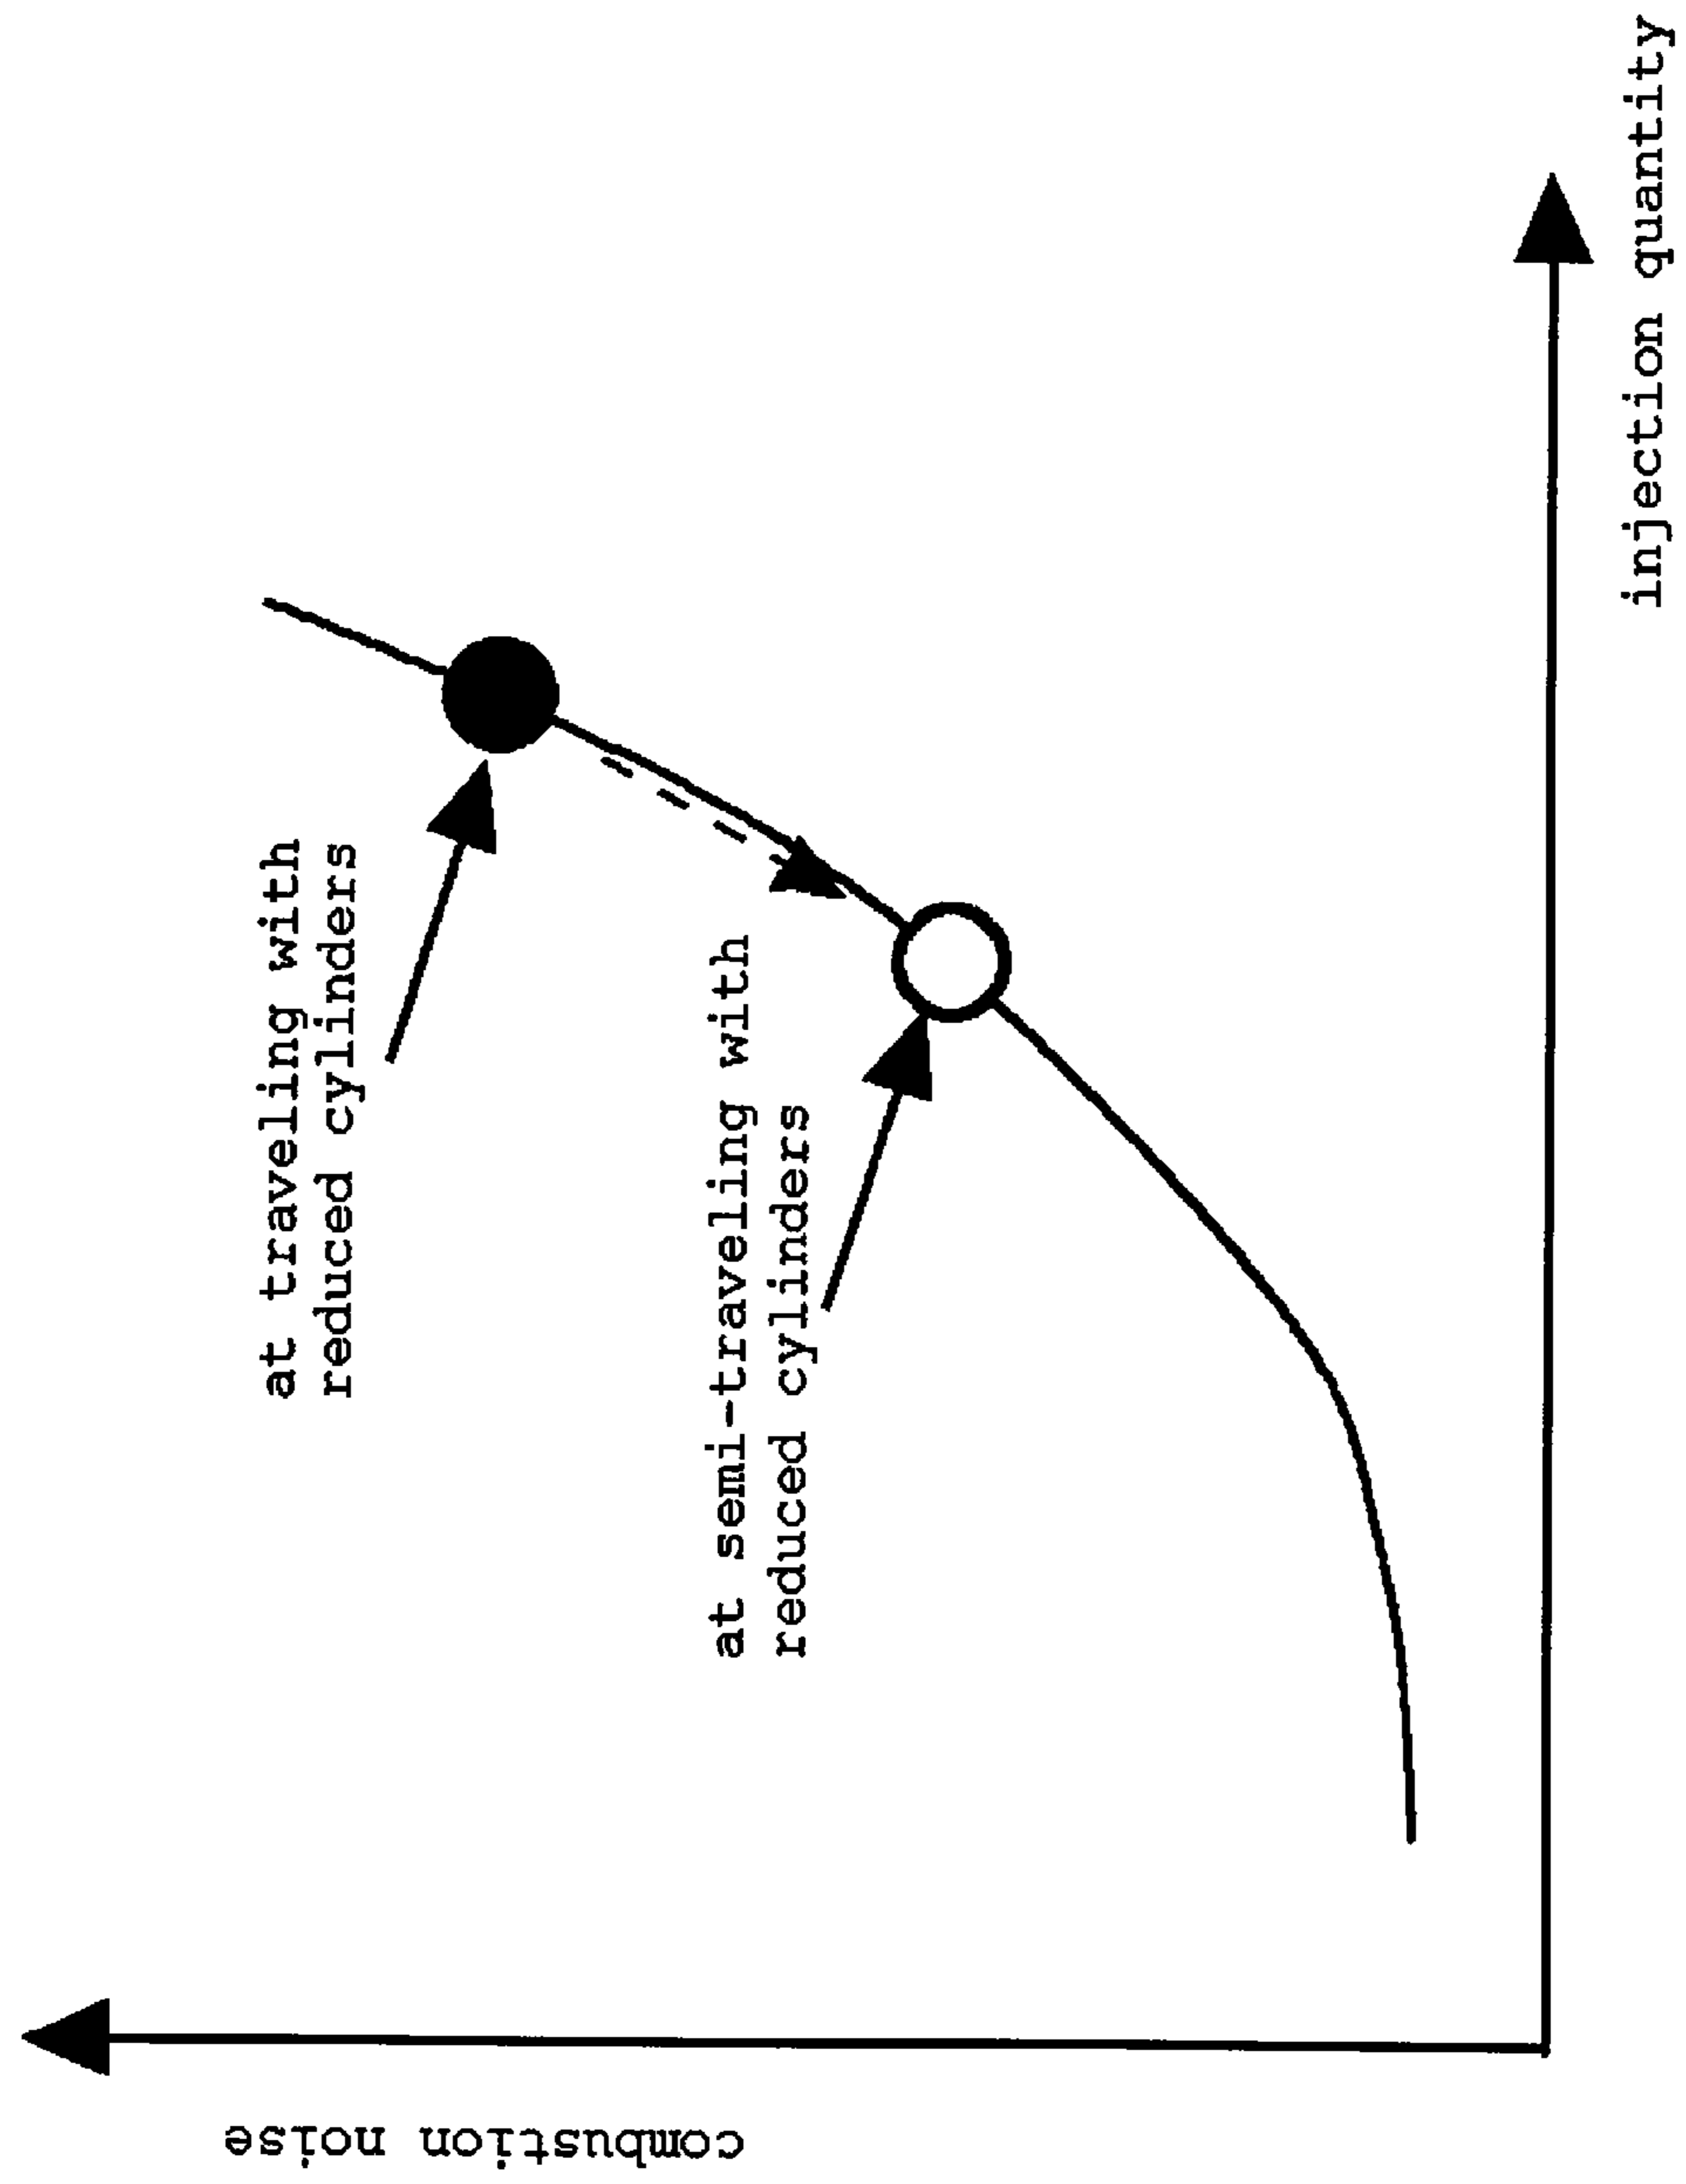 at traveling with
reduced cylinders
at semi-traveling with
reduced cylinders
combustion noise
injection quantity